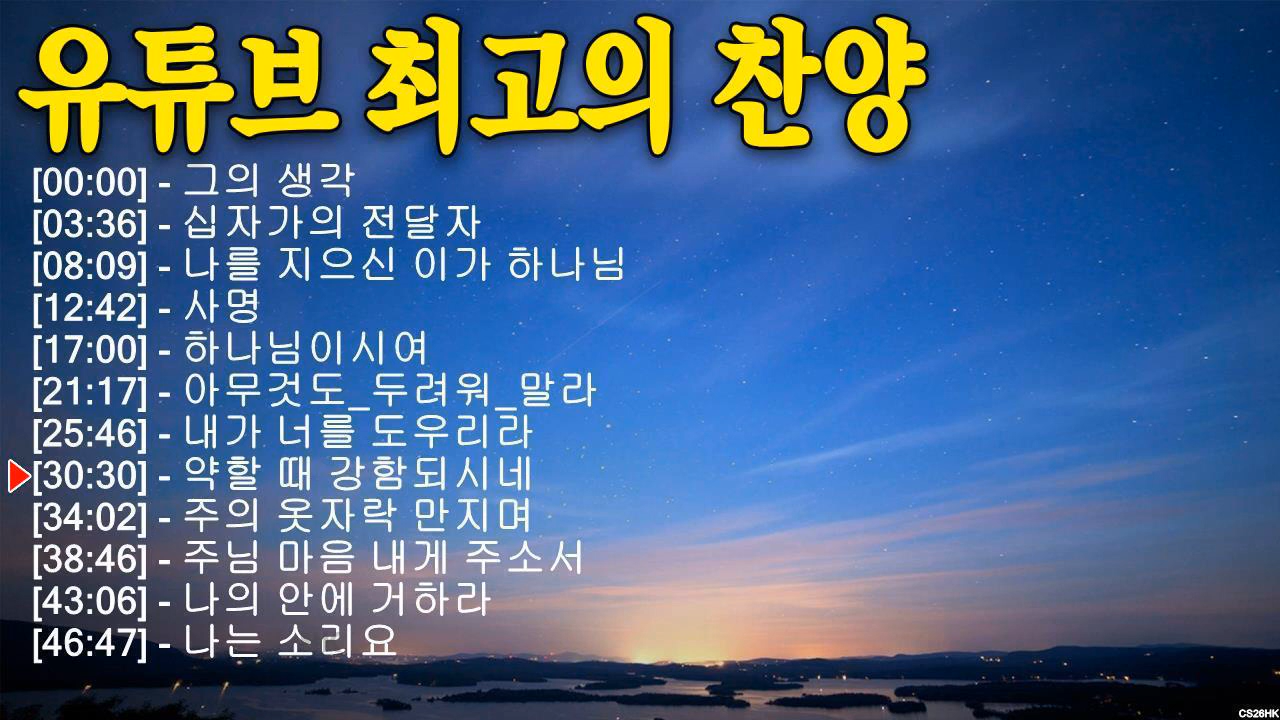 유튜브 최고의 찬양
[00:00] - 그의 생각
[03:36] - 십자가의 전달자
[08:09] - 나를 지으신 이가 하나님
[12:42] - 사명
[17:00] - 하나님이시여
[21:17] - 아무것도_두려워_말라
[25:46] - 내가 너를 도우리라
[30:30] - 약할 때 강함되시네
[34:02] - 주의 옷자락 만지며
[38:46] - 주님 마음 내게 주소서
[43:06] - 나의 안에 거하라
[46:47] - 나는 소리요
CS26HK